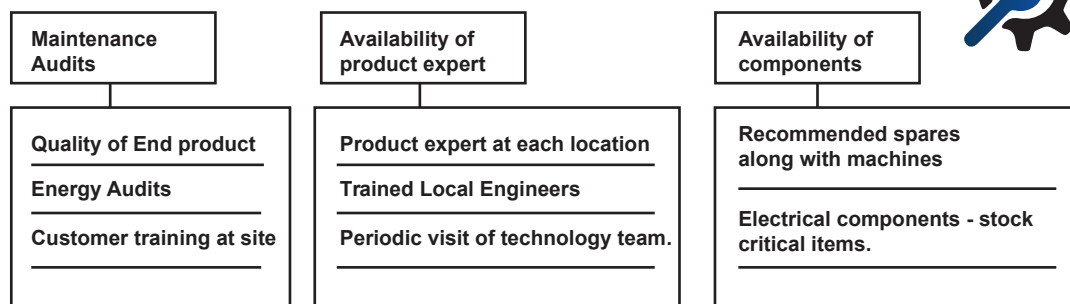 Maintenance
Audits
Quality of End product
Energy Audits
Customer training at site
Availability of
product expert
Product expert at each location
Trained Local Engineers
Periodic visit of technology team.
Availability of
components
Recommended spares
along with machines
Electrical components - stock
critical items.